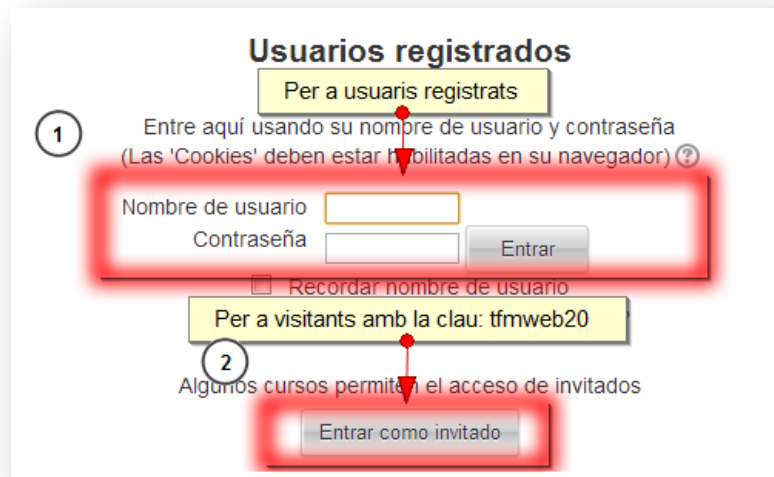 Usuarios registrados
Per a usuaris registrats
1
Entre aquí usando su nombre de usuario y contraseña
(Las 'Cookies' deben estar habilitadas en su navegador) ?
Nombre de usuario
Contraseña
Entrar
Recordar nombre de usuario
Per a visitants amb la clau: tfmweb20
2
Algunos cursos permiten el acceso de invitados
Entrar como invitado